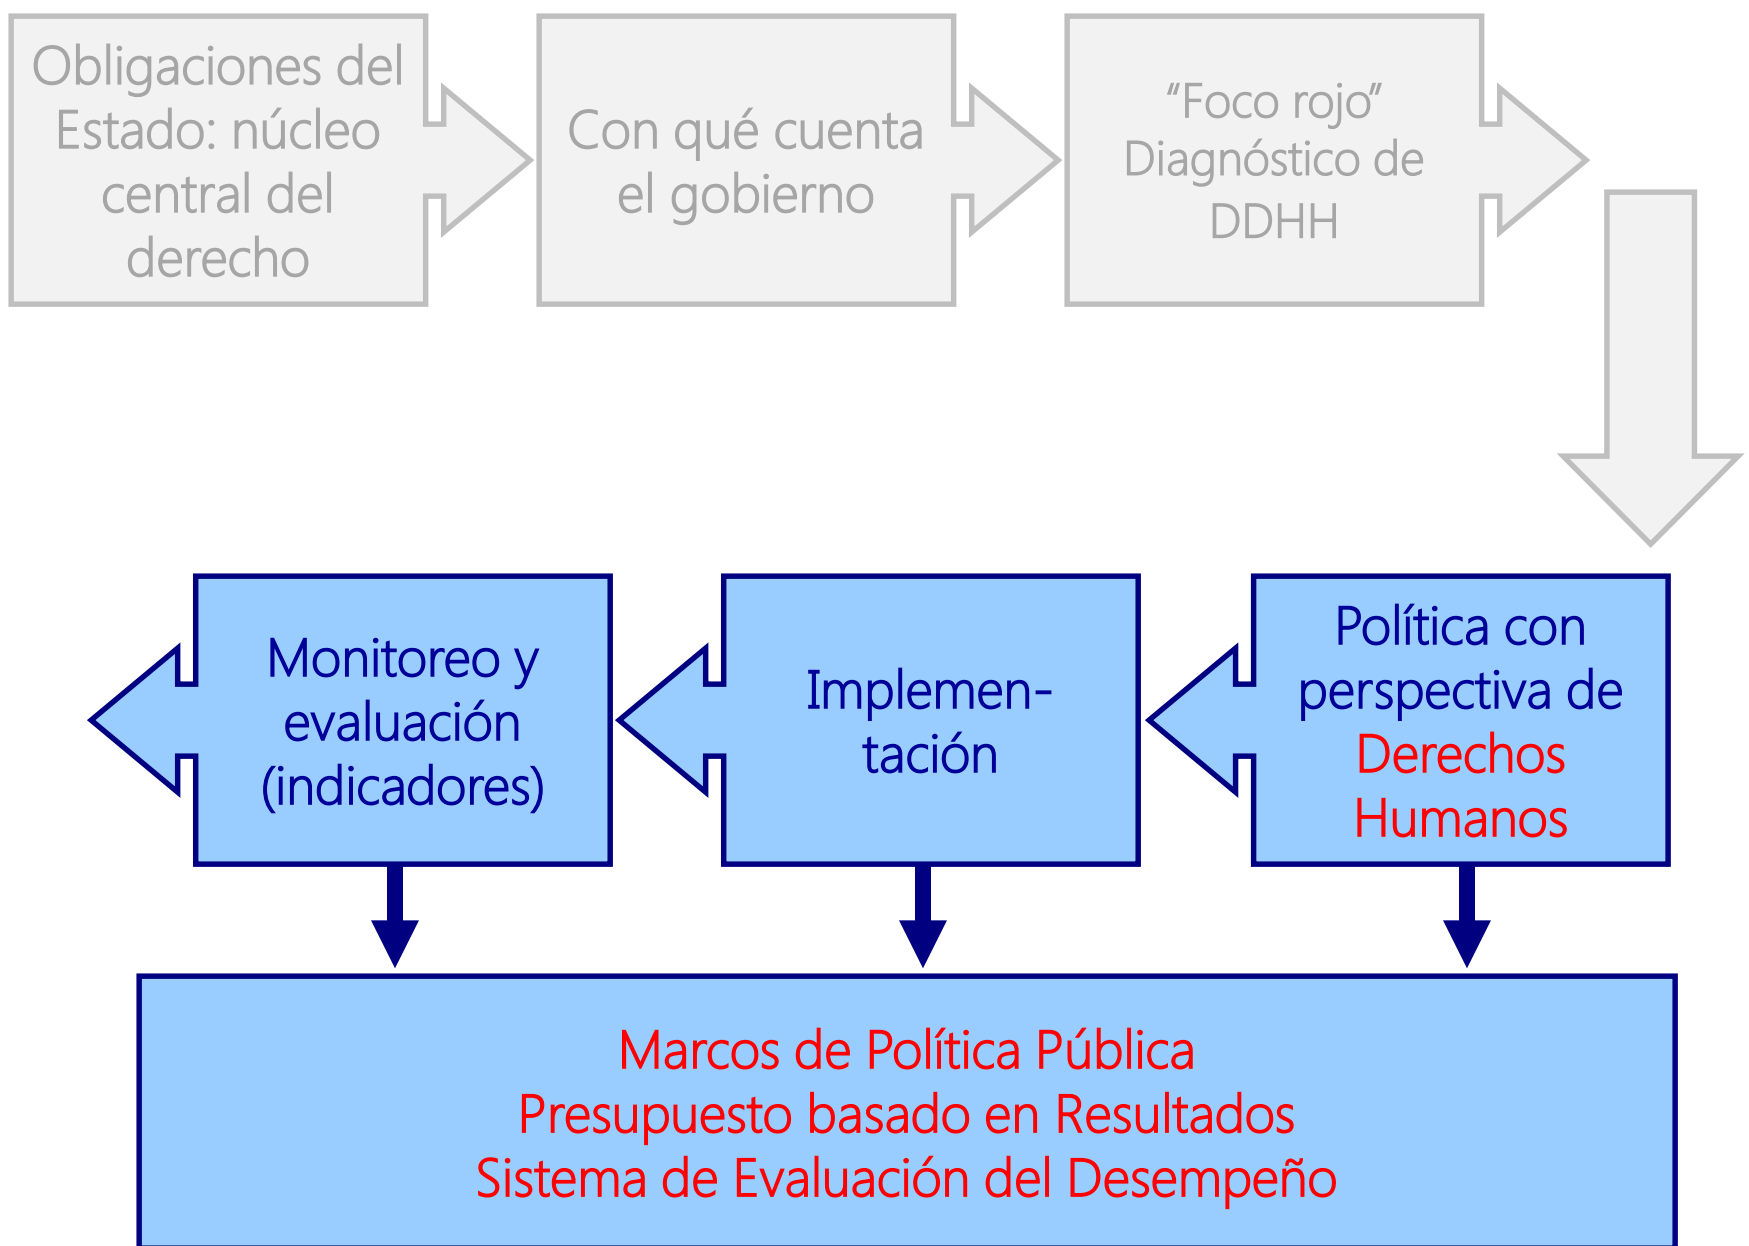 Obligaciones del
Estado: núcleo
central del
derecho
Con qué cuenta
el gobierno
“Foco rojo”
Diagnóstico de
DDHH
Monitoreo y
evaluación
(indicadores)
Implemen-
tación
Política con
perspectiva de
Derechos
Humanos
Marcos de Política Pública
Presupuesto basado en Resultados
Sistema de Evaluación del Desempeño